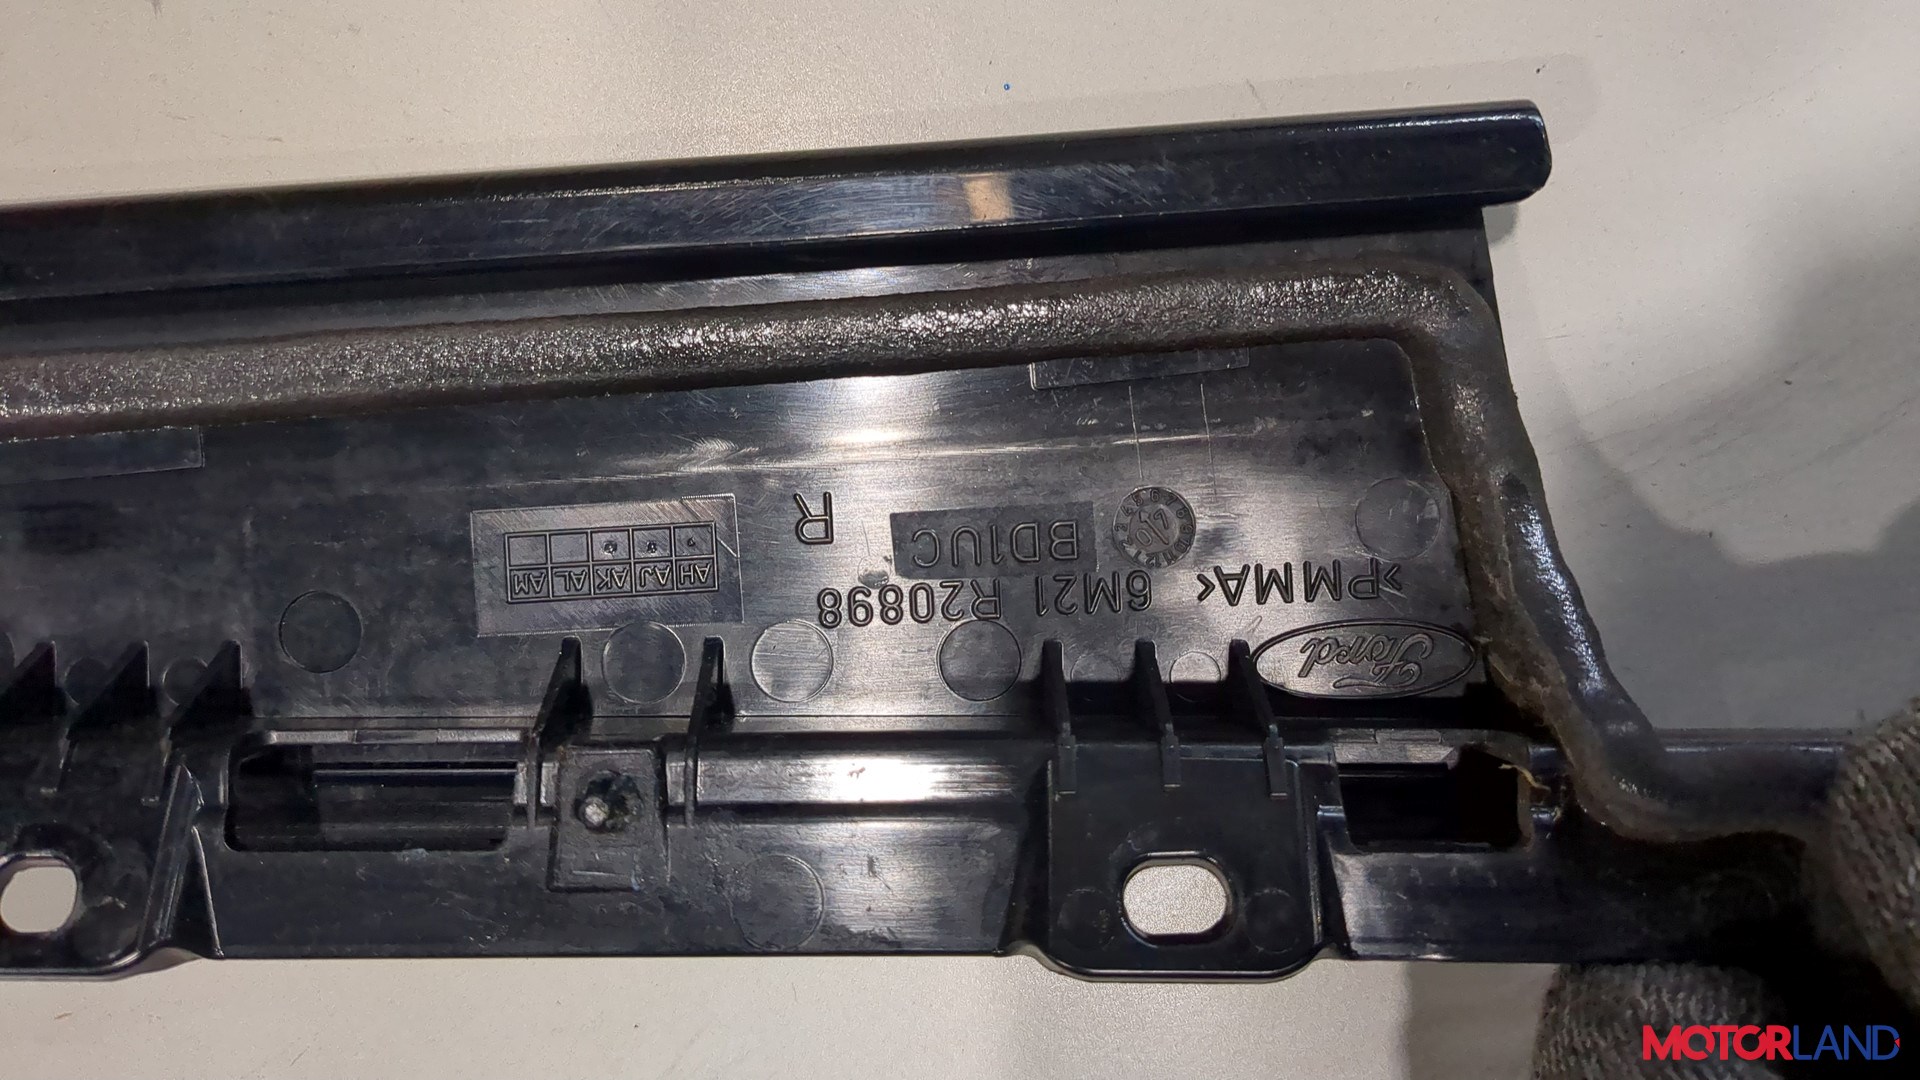 Ford
>PMMA< 6M21 R20898
BD1UC
R
AH AJ AK AL AM
MOTORLAND